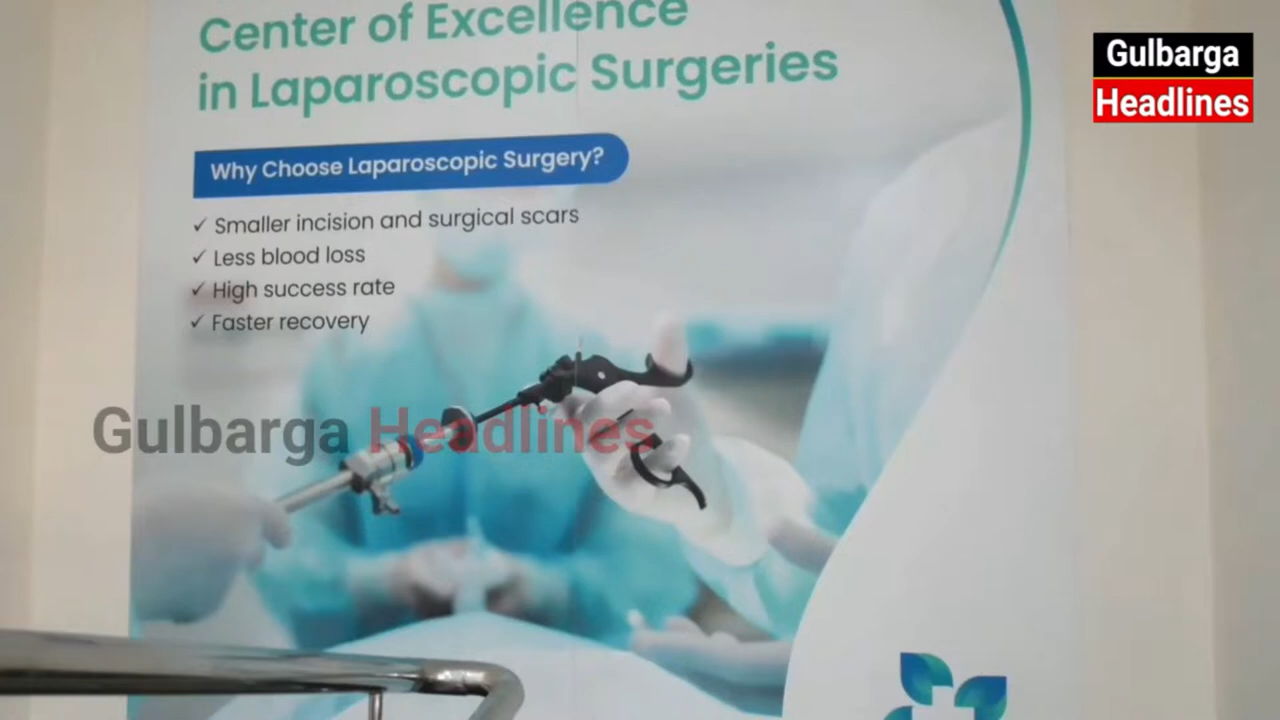 Center of Excellence
in Laparoscopic Surgeries
Gulbarga
Headlines
Why Choose Laparoscopic Surgery?
✓ Smaller incision and surgical scars
✓ Less blood loss
✓ High success rate
✓ Faster recovery
Gulbarga Headlines